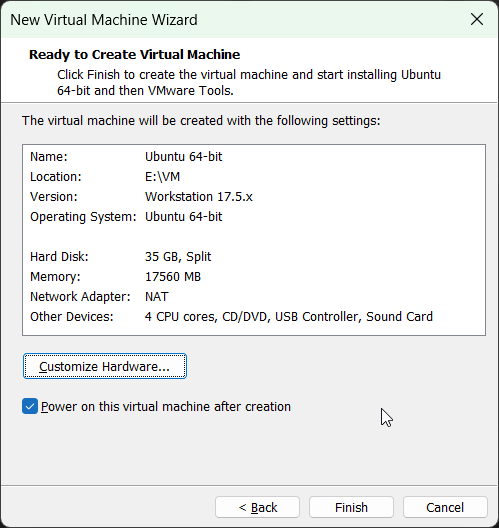 New Virtual Machine Wizard
Ready to Create Virtual Machine
Click Finish to create the virtual machine and start installing Ubuntu
64-bit and then VMware Tools.
The virtual machine will be created with the following settings:
Name: Ubuntu 64-bit
Location: E:\VM
Version: Workstation 17.5.x
Operating System: Ubuntu 64-bit
Hard Disk: 35 GB, Split
Memory: 17560 MB
Network Adapter: NAT
Other Devices: 4 CPU cores, CD/DVD, USB Controller, Sound Card
Customize Hardware...
Power on this virtual machine after creation
< Back Finish Cancel